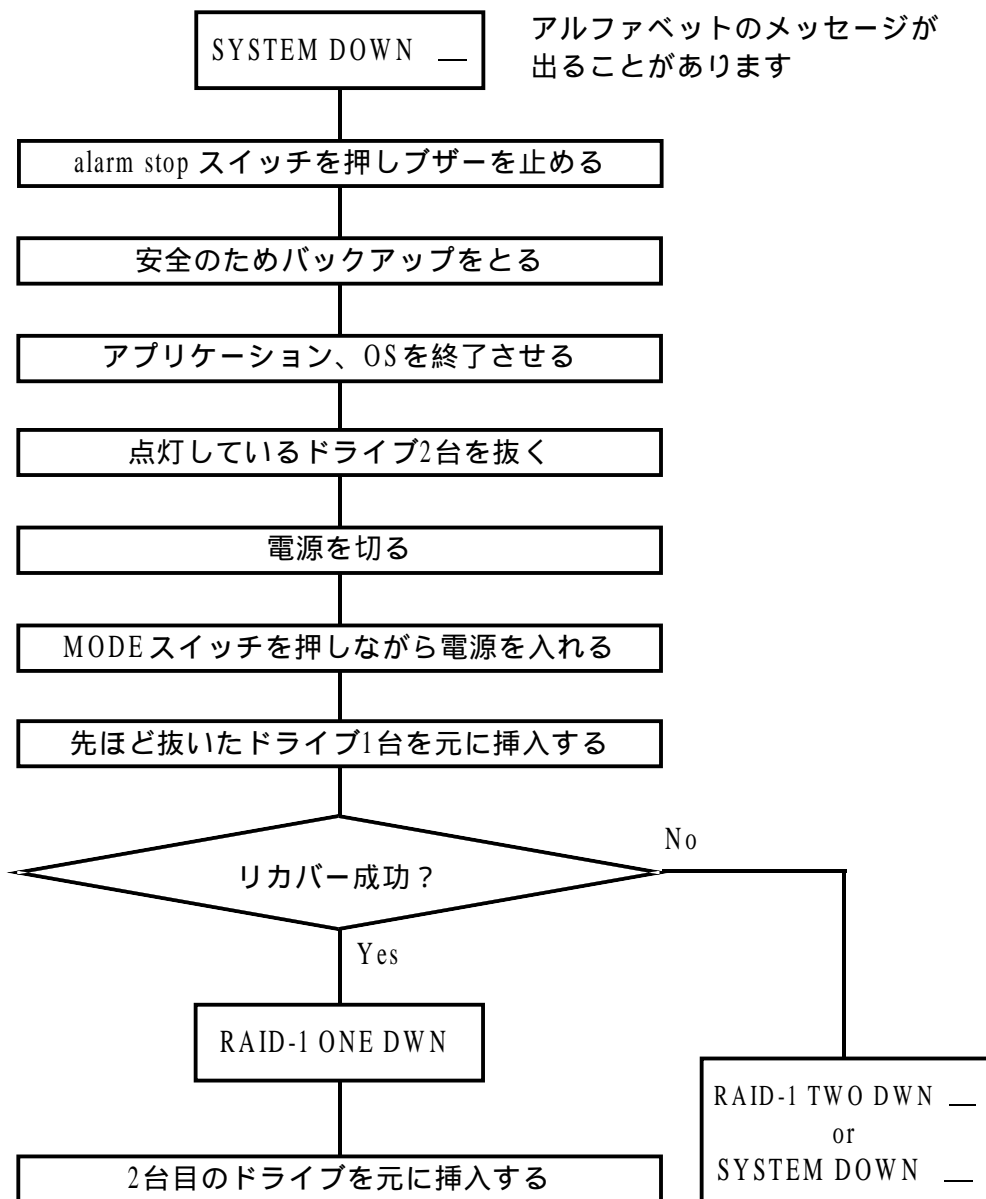 SYSTEM DOWN __
アルファベットのメッセージが
出ることがあります
alarm stop スイッチを押しブザーを止める
安全のためバックアップをとる
アプリケーション、OSを終了させる
点灯しているドライブ2台を抜く
電源を切る
MODEスイッチを押しながら電源を入れる
先ほど抜いたドライブ1台を元に挿入する
リカバー成功？
No
Yes
RAID-1 ONE DWN
RAID-1 TWO DWN __
or
SYSTEM DOWN __
2台目のドライブを元に挿入する